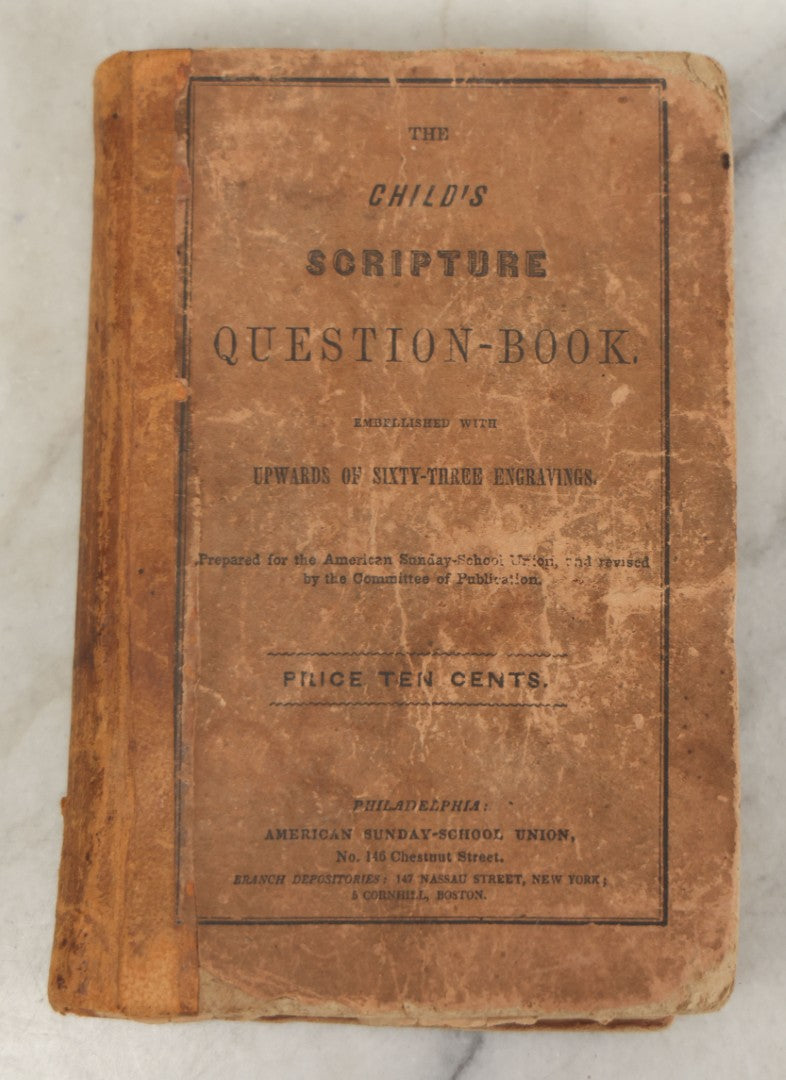 THE
CHILD'S
SCRIPTURE
QUESTION-BOOK.
EMBELLISHED WITH
UPWARDS OF SIXTY-THREE ENGRAVINGS.
Prepared for the American Sunday-School Union, and revised
by the Committee of Publication.
PRICE TEN CENTS.
PHILADELPHIA:
AMERICAN SUNDAY-SCHOOL UNION,
No. 146 Chestnut Street.
BRANCH DEPOSITORIES: 147 NASSAU STREET, NEW YORK;
5 CORNHILL, BOSTON.